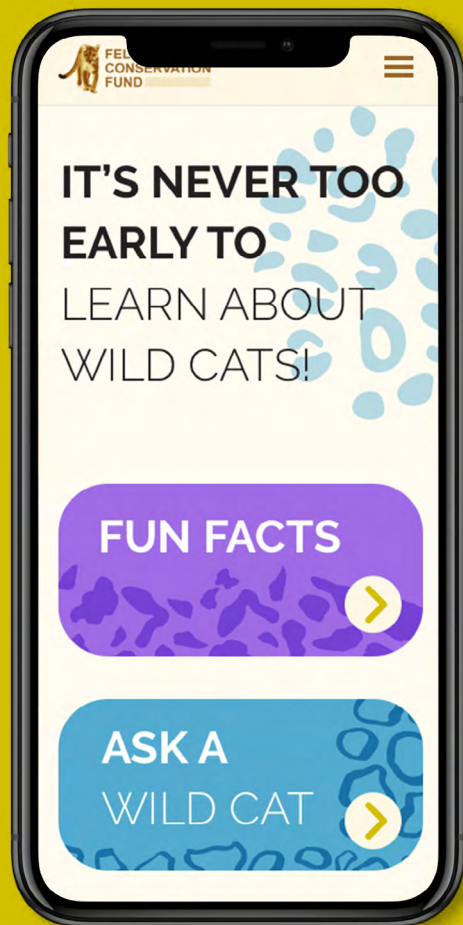 CONSERVATION
FUND
IT'S NEVER TOO
EARLY TO
LEARN ABOUT
WILD CATS!
FUN FACTS
ASK A
WILD CAT